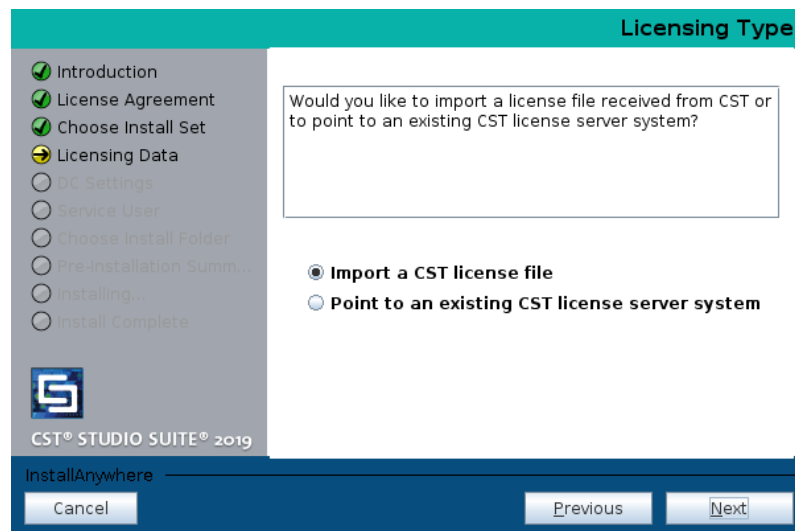 Licensing Type
Introduction
License Agreement
Choose Install Set
Licensing Data
DC Settings
Service User
Choose Install Folder
Pre-Installation Summ...
Installing...
Install Complete
CST® STUDIO SUITE® 2019
Would you like to import a license file received from CST or
to point to an existing CST license server system?
Import a CST license file
Point to an existing CST license server system
InstallAnywhere
Cancel
Previous
Next